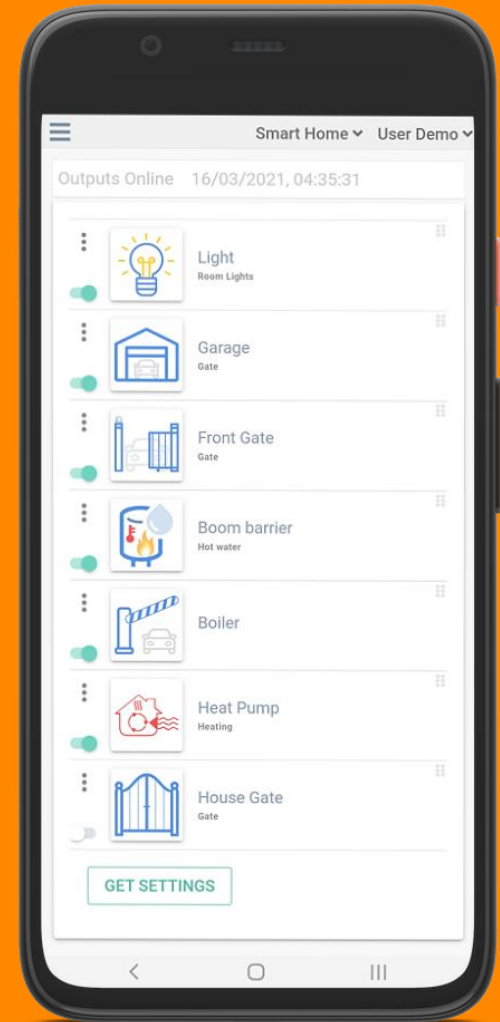 Smart Home User Demo
Outputs Online 16/03/2021, 04:35:31
Light
Room Lights
Garage
Gate
Front Gate
Gate
Boom barrier
Hot water
Boiler
Heat Pump
Heating
House Gate
Gate
GET SETTINGS